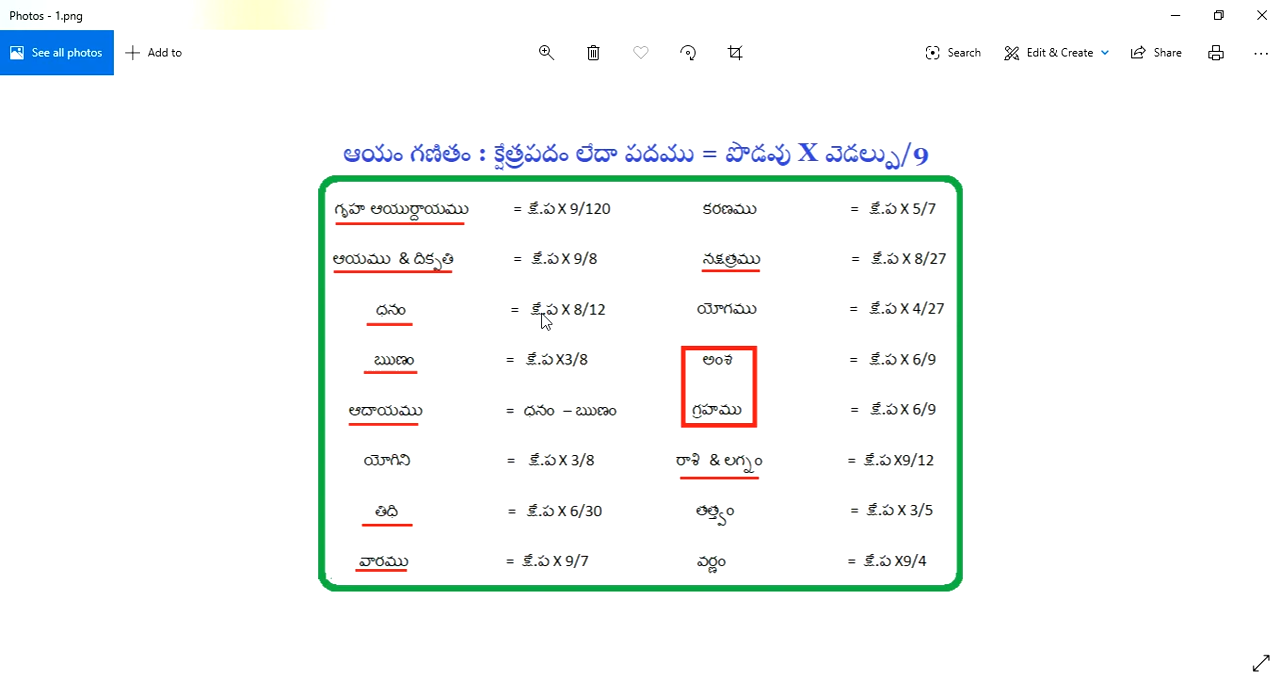 Photos - 1.png
See all photos
Add to
Search
Edit & Create
Share
ఆయం గణితం : క్షేత్రపదం లేదా పదము = పొడవు X వెడల్పు/9
గృహ ఆయుర్దాయము = క్షే.ప X 9/120
కరణము = క్షే.ప X 5/7
ఆయము & దిక్పతి = క్షే.ప X 9/8
నక్షత్రము = క్షే.ప X 8/27
ధనం = క్షే.ప X 8/12
యోగము = క్షే.ప X 4/27
ఋణం = క్షే.ప X3/8
అంశ = క్షే.ప X 6/9
ఆదాయము = ధనం – ఋణం
గ్రహము = క్షే.ప X 6/9
యోగిని = క్షే.ప X 3/8
రాశి & లగ్నం = క్షే.ప X9/12
తిధి = క్షే.ప X 6/30
తత్త్వం = క్షే.ప X 3/5
వారము = క్షే.ప X 9/7
వర్ణం = క్షే.ప X9/4